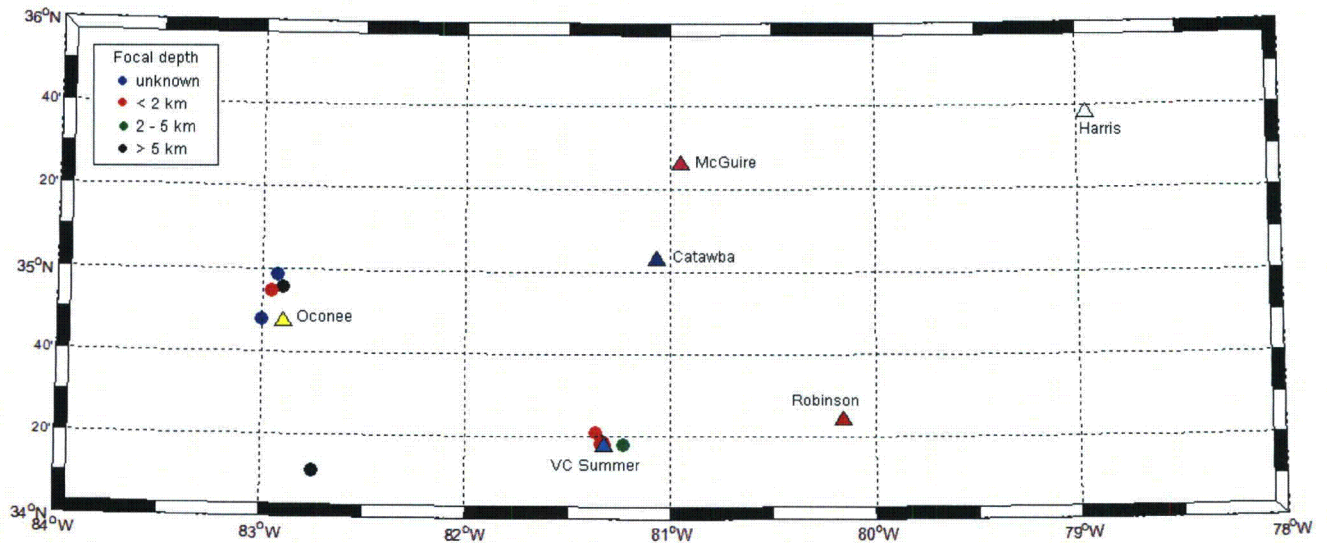 36°N
Focal depth
unknown
< 2 km
2 - 5 km
> 5 km
40'
Harris
McGuire
20'
Catawba
35°N
Oconee
40'
Robinson
20'
VC Summer
34°N
84°W
83°W
82°W
81°W
80°W
79°W
78°W